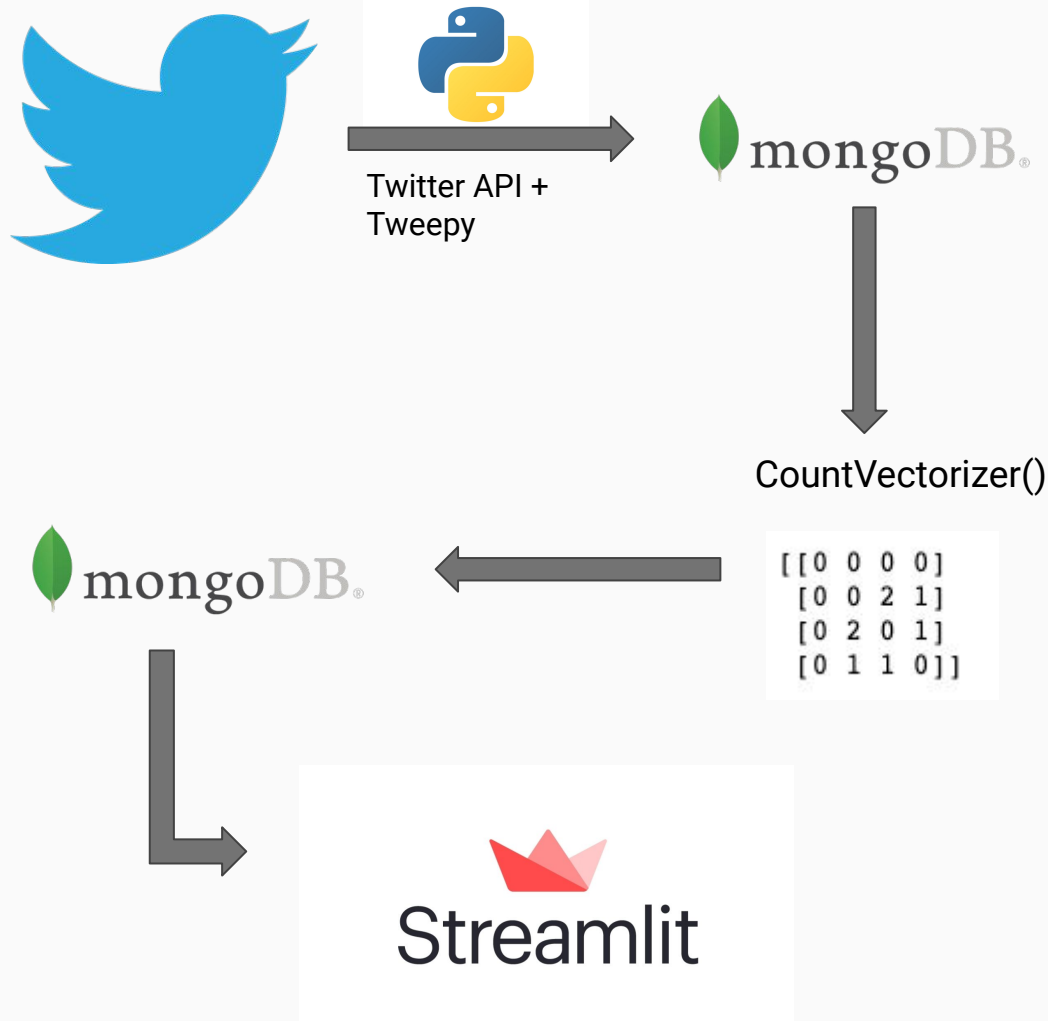 Twitter API +
Tweepy
mongoDB®
CountVectorizer()
[[0 0 0 0]
[0 0 2 1]
[0 2 0 1]
[0 1 1 0]]
mongoDB®
Streamlit